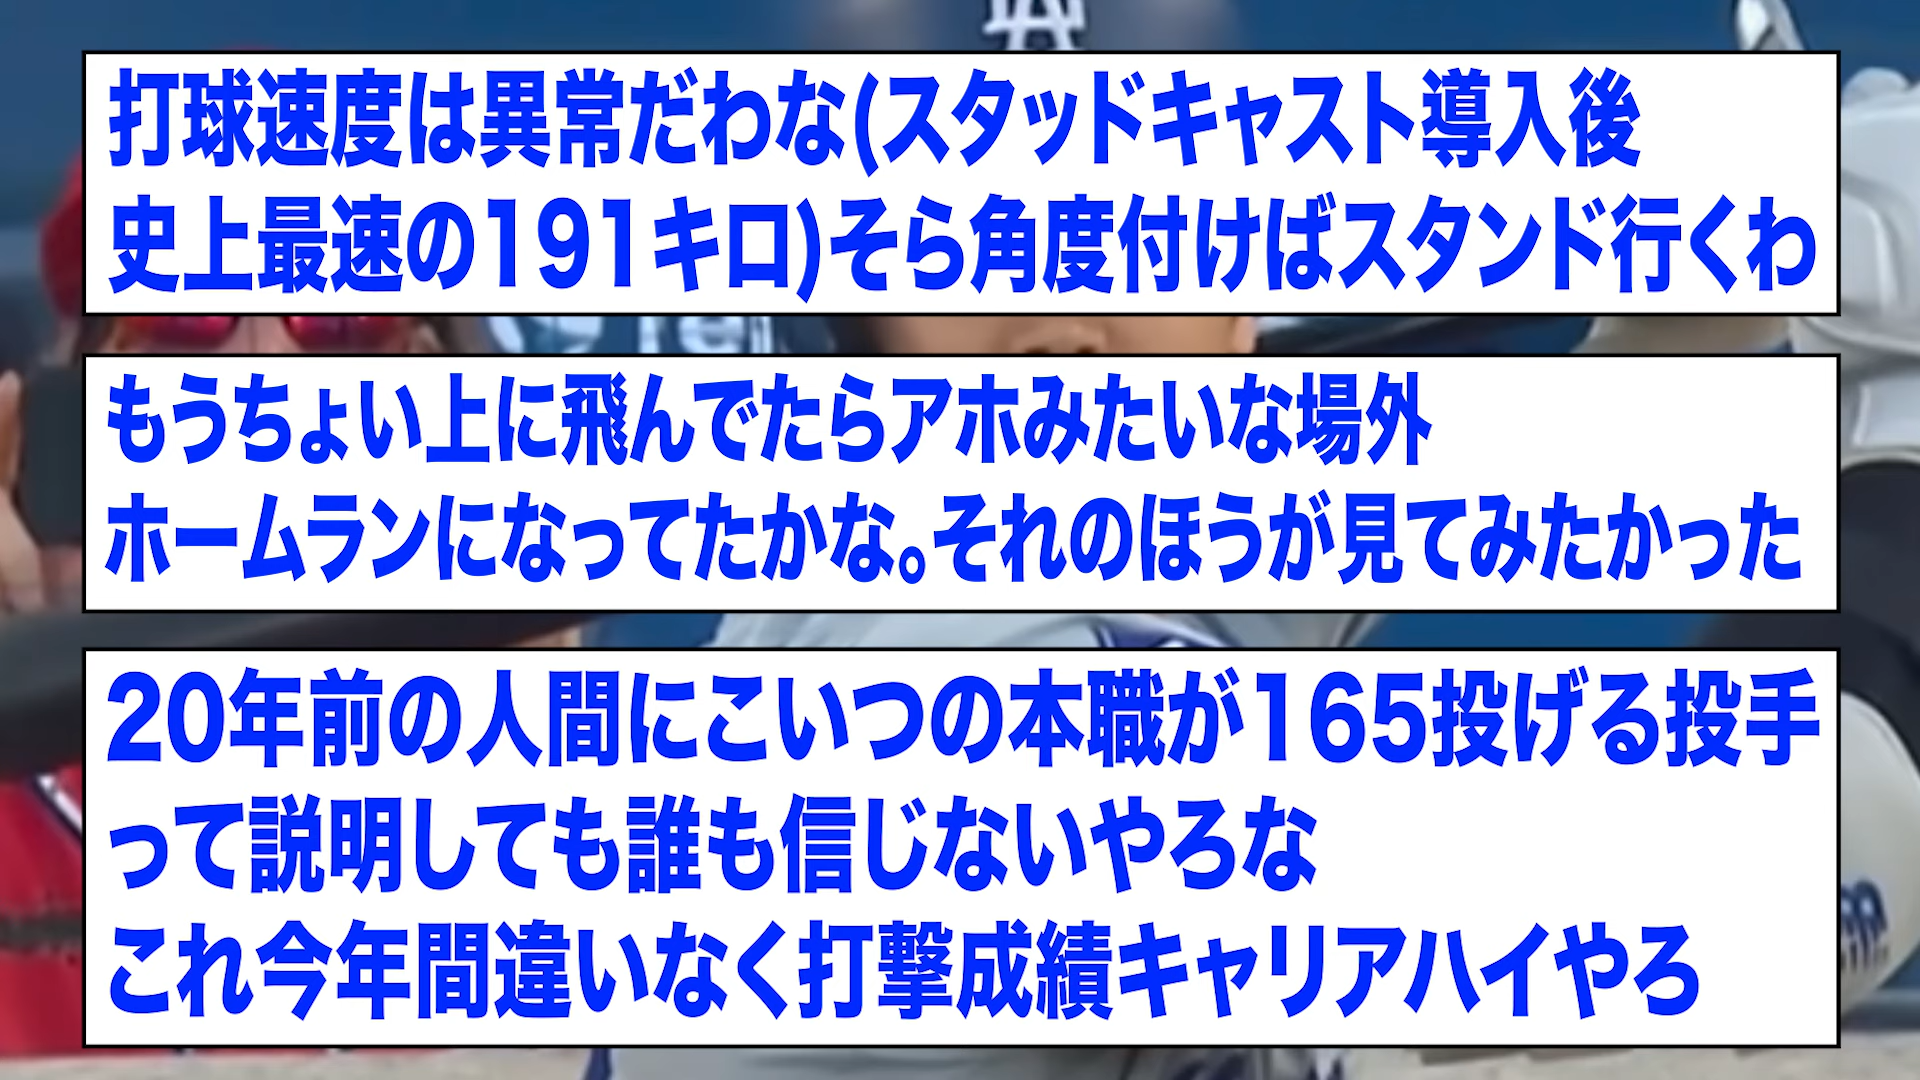 LA
打球速度は異常だわな(スタッドキャスト導入後
史上最速の191キロ)そら角度付けばスタンド行くわ
もうちょい上に飛んでたらアホみたいな場外
ホームランになってたかな。それのほうが見てみたかった
20年前の人間にこいつの本職が165投げる投手
って説明しても誰も信じないやろな
これ今年間違いなく打撃成績キャリアハイやろ